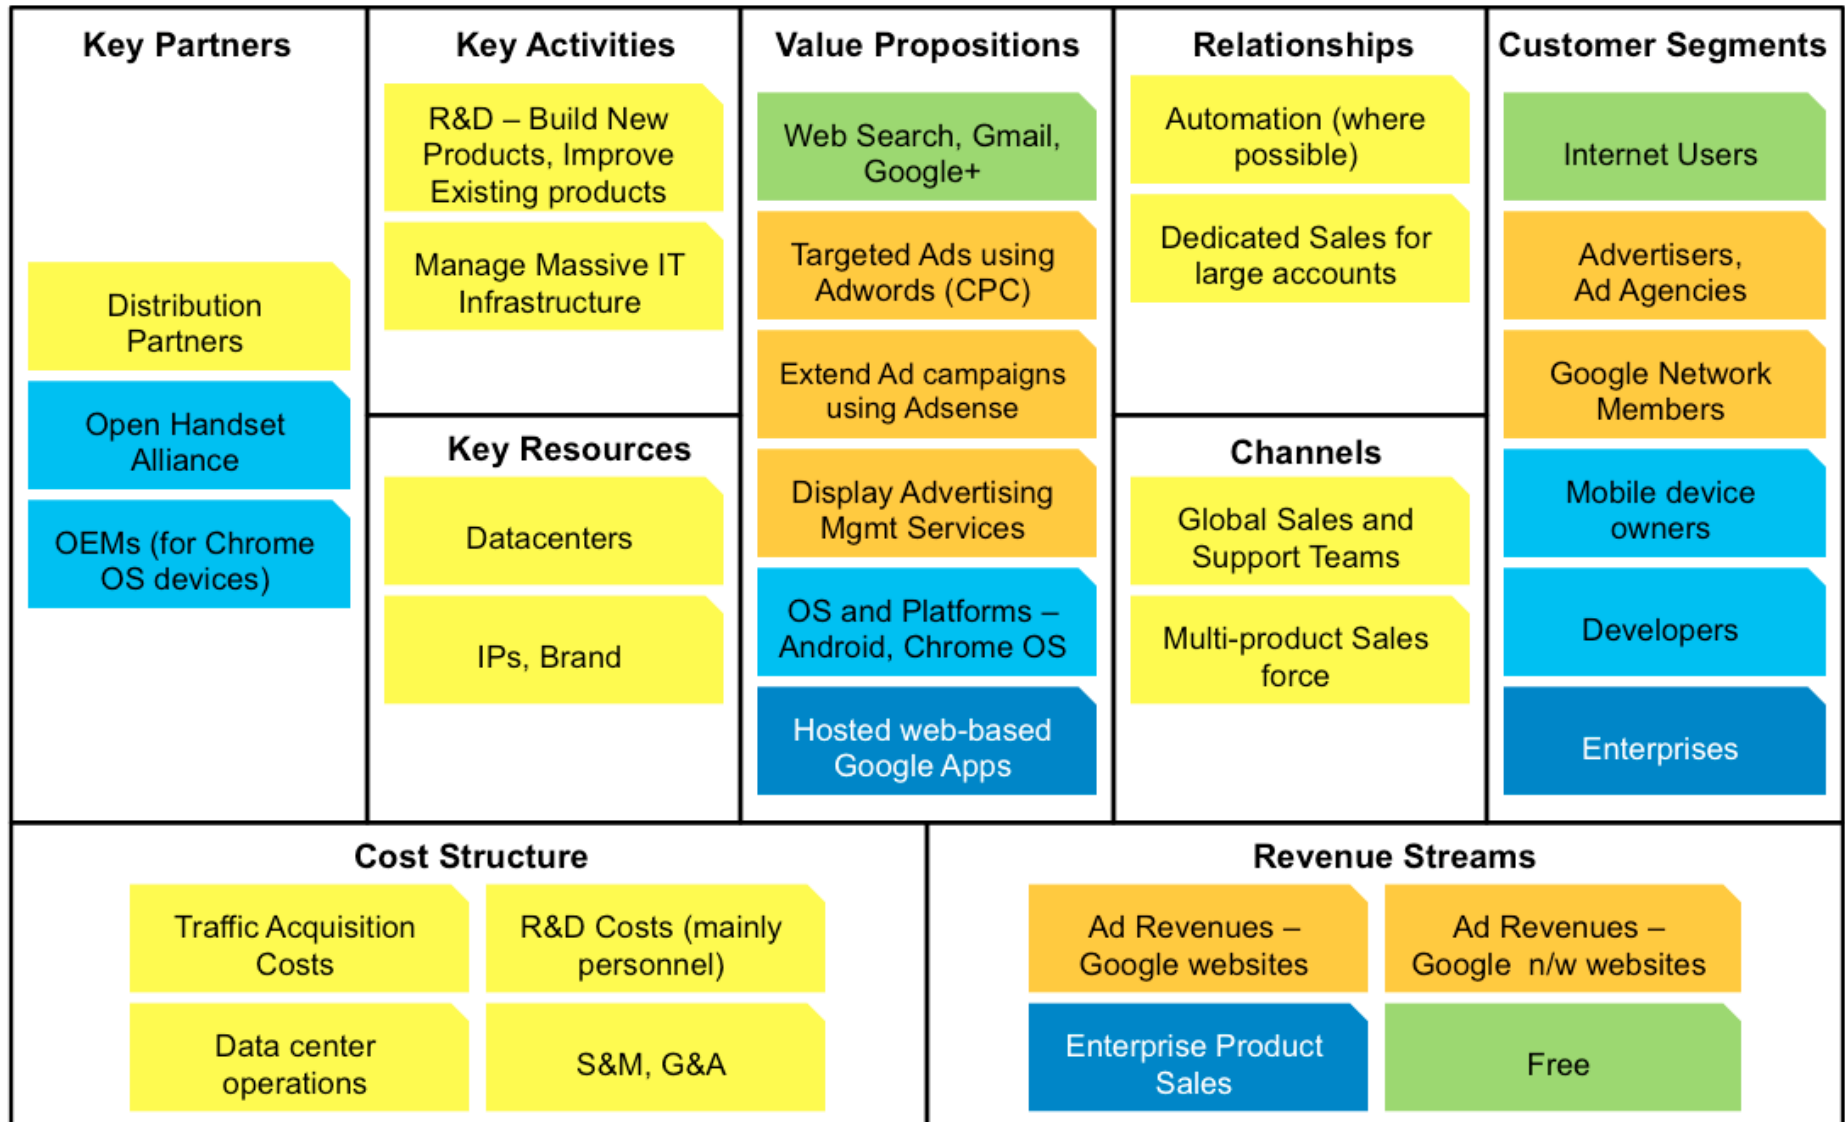 Key Partners
Distribution
Partners
Open Handset
Alliance
OEMs (for Chrome
OS devices)
Key Activities
R&D – Build New
Products, Improve
Existing products
Manage Massive IT
Infrastructure
Key Resources
Datacenters
IPs, Brand
Value Propositions
Web Search, Gmail,
Google+
Targeted Ads using
Adwords (CPC)
Extend Ad campaigns
using Adsense
Display Advertising
Mgmt Services
OS and Platforms –
Android, Chrome OS
Hosted web-based
Google Apps
Relationships
Automation (where
possible)
Dedicated Sales for
large accounts
Channels
Global Sales and
Support Teams
Multi-product Sales
force
Customer Segments
Internet Users
Advertisers,
Ad Agencies
Google Network
Members
Mobile device
owners
Developers
Enterprises
Cost Structure
Traffic Acquisition
Costs
R&D Costs (mainly
personnel)
Data center
operations
S&M, G&A
Revenue Streams
Ad Revenues –
Google websites
Ad Revenues –
Google n/w websites
Enterprise Product
Sales
Free